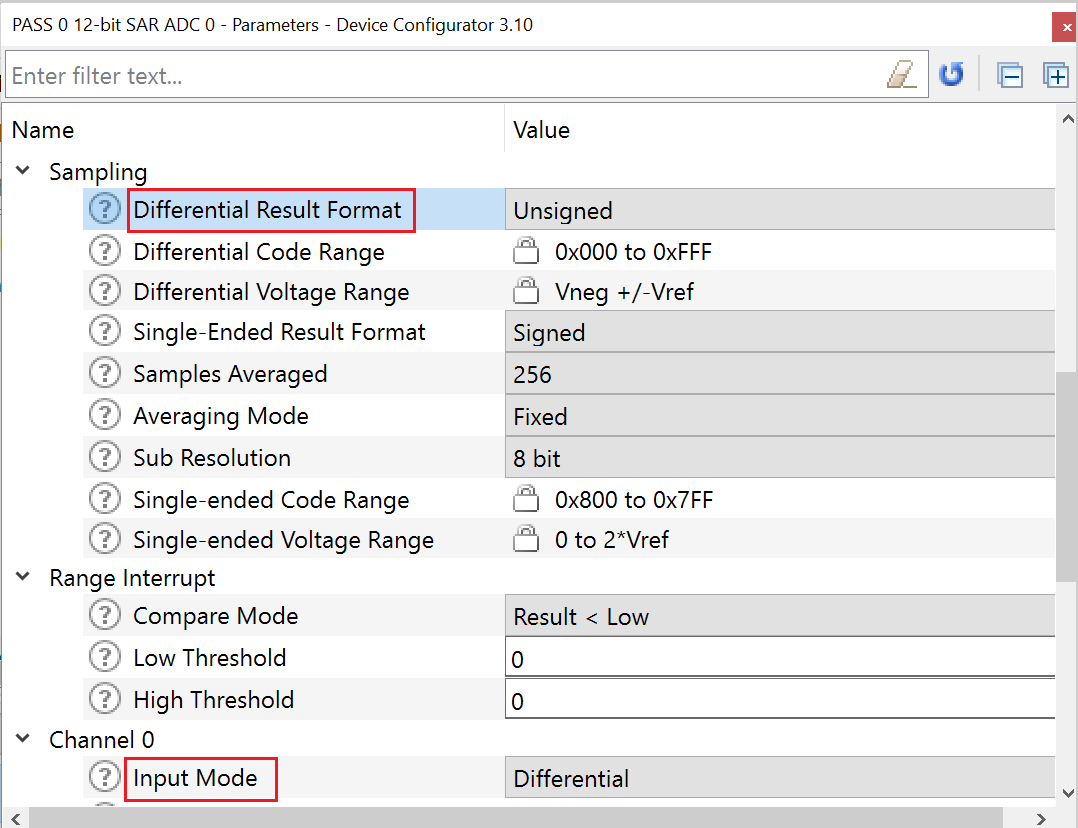 PASS 0 12-bit SAR ADC 0 - Parameters - Device Configurator 3.10
Enter filter text...
Name Value
Sampling
Differential Result Format Unsigned
Differential Code Range 0x000 to 0xFFF
Differential Voltage Range Vneg +/-Vref
Single-Ended Result Format Signed
Samples Averaged 256
Averaging Mode Fixed
Sub Resolution 8 bit
Single-ended Code Range 0x800 to 0x7FF
Single-ended Voltage Range 0 to 2*Vref
Range Interrupt
Compare Mode Result < Low
Low Threshold 0
High Threshold 0
Channel 0
Input Mode Differential